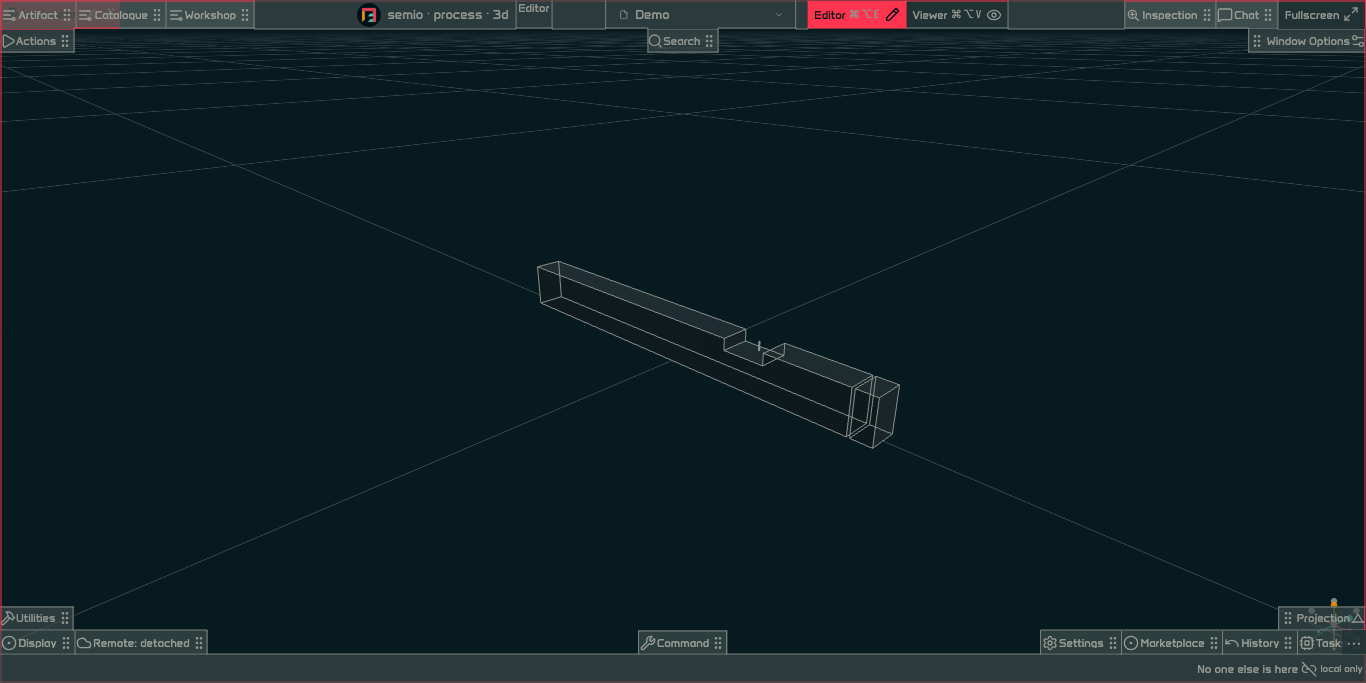 Artifact
Catalogue
Workshop
semio · process · 3d
Editor
Demo
Editor ⌘⌥E
Viewer ⌘⌥V
Inspection
Chat
Fullscreen
Actions
Search
Window Options
Utilities
Projection
Display
Remote: detached
Command
Settings
Marketplace
History
Task
No one else is here
local only